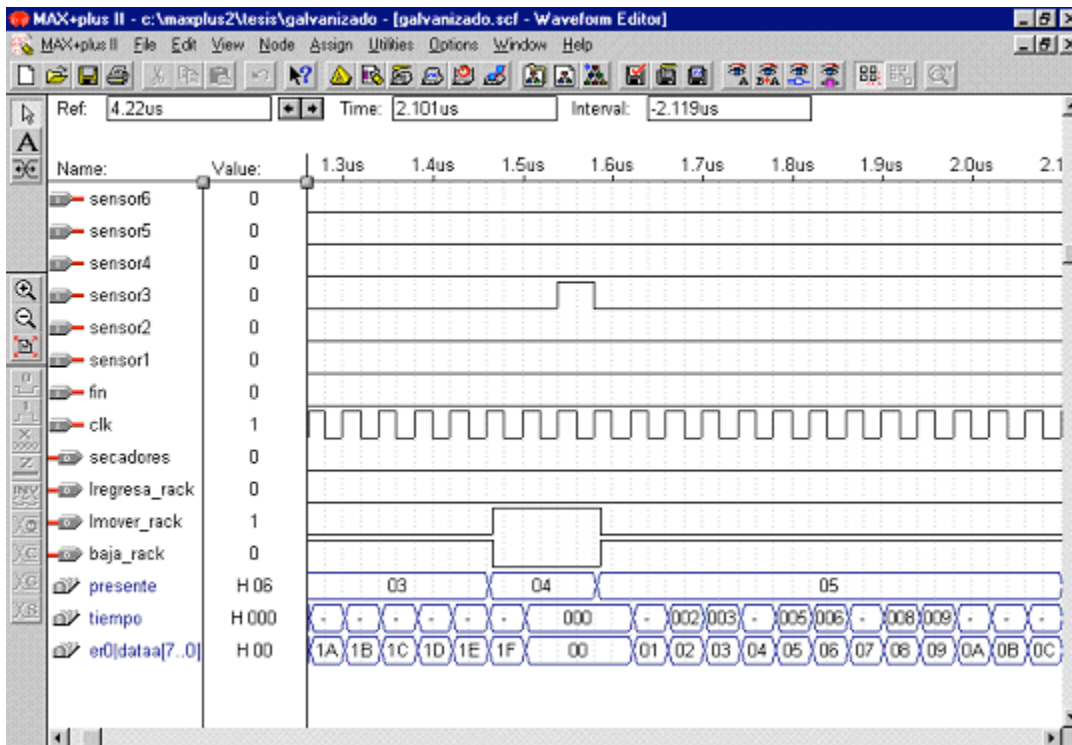 MAX+plus II - c:\maxplus2\tesis\galvanizado - [galvanizado.scf - Waveform Editor]
MAX+plus II File Edit View Node Assign Utilities Options Window Help
Ref: 4.22us Time: 2.101us Interval: -2.119us
Name: Value: 1.3us 1.4us 1.5us 1.6us 1.7us 1.8us 1.9us 2.0us 2.1
sensor6 0
sensor5 0
sensor4 0
sensor3 0
sensor2 0
sensor1 0
fin 0
clk 1
secadores 0
lregresa_rack 0
lmover_rack 1
baja_rack 0
presente H 06 03 04 05
tiempo H 000 - - - - - - 000 - 002 003 - 005 006 - 008 009 - - -
er0|dataa[7..0] H 00 1A 1B 1C 1D 1E 1F 00 01 02 03 04 05 06 07 08 09 0A 0B 0C